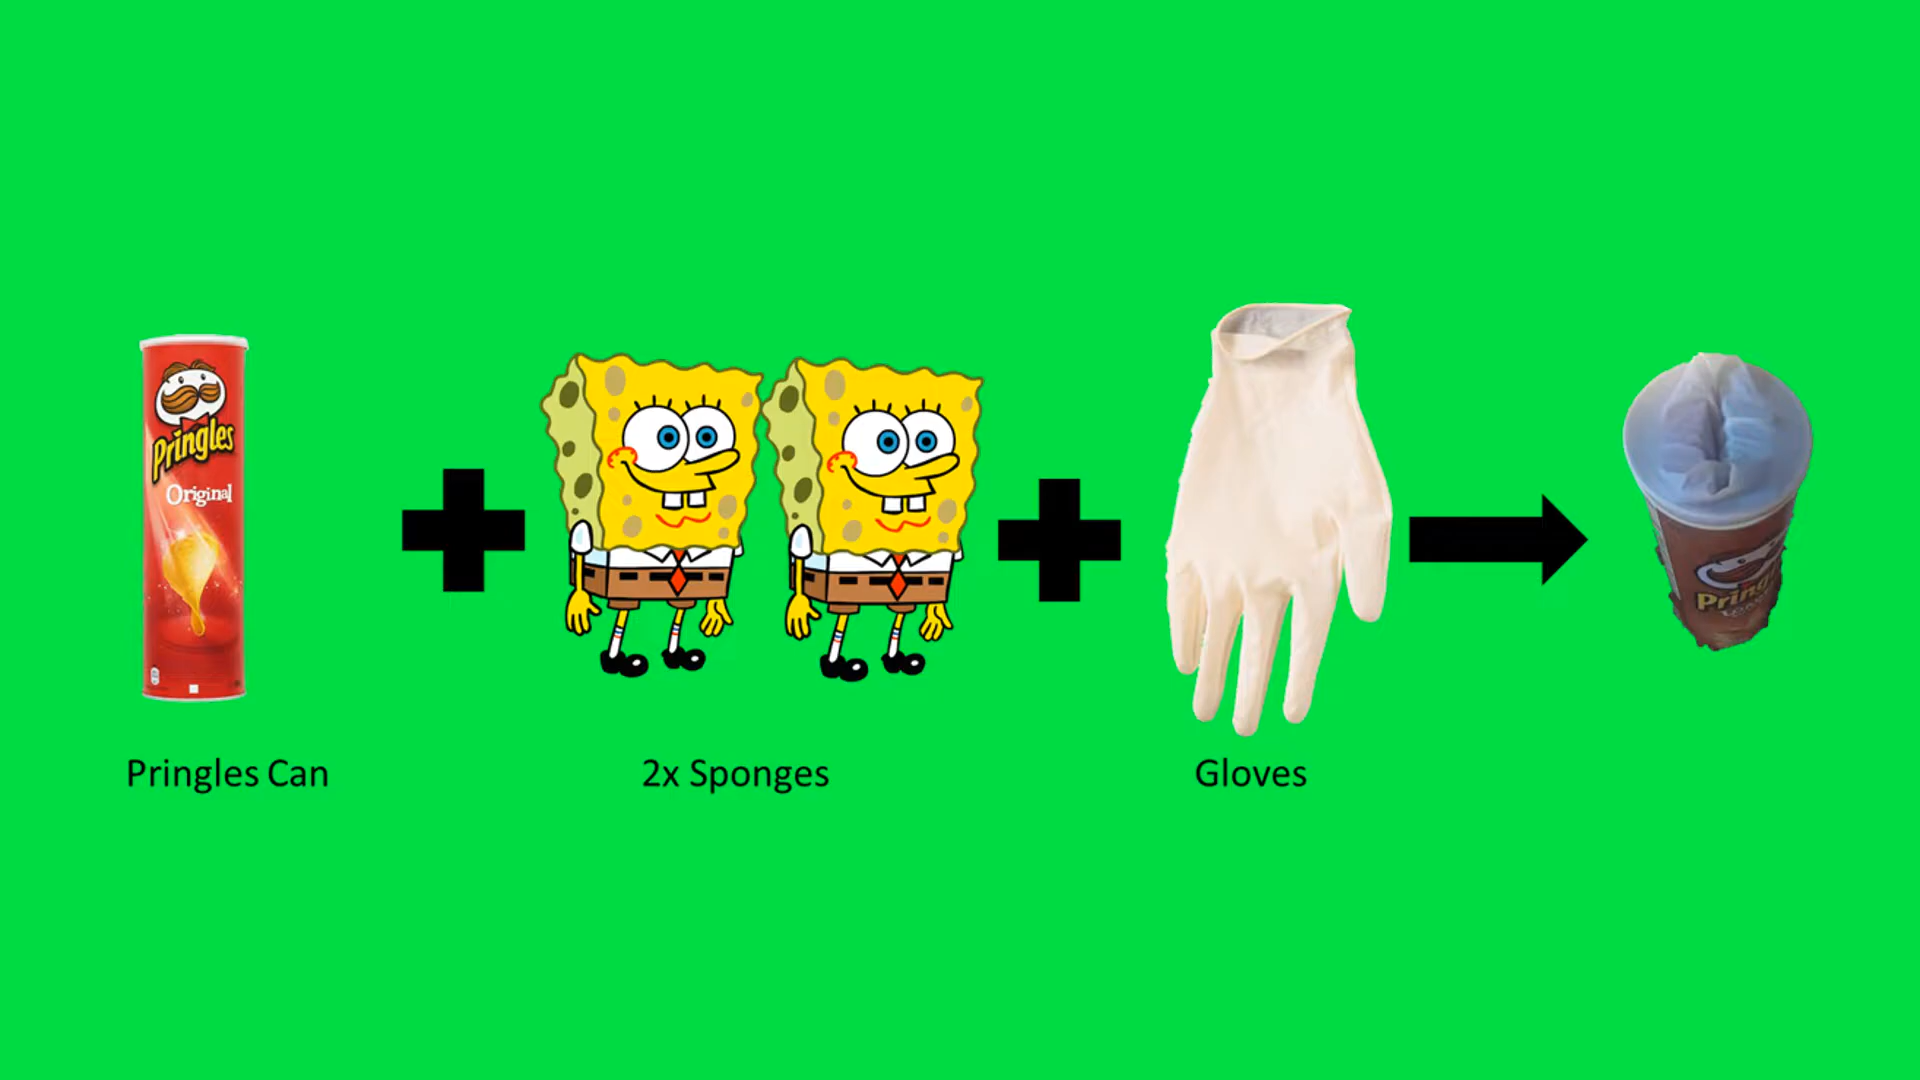 Pringles
Original
Pringles Can
2x Sponges
Gloves